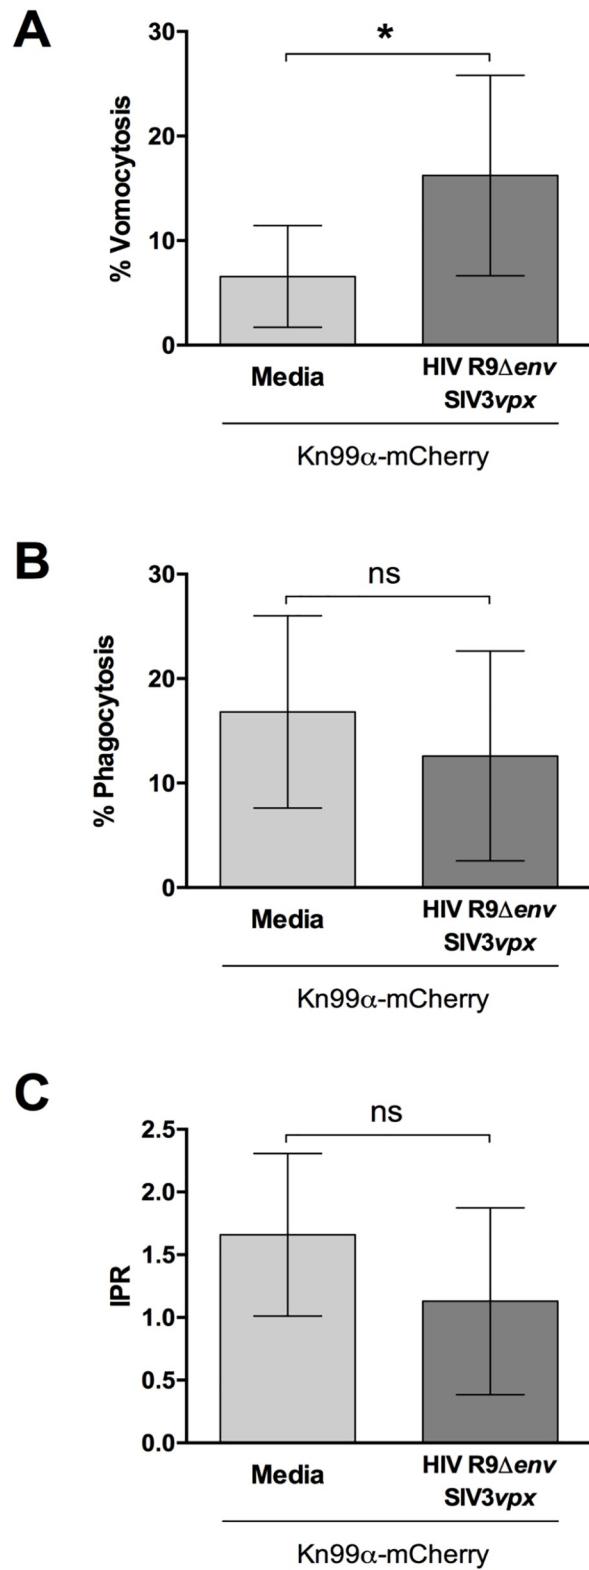 A
% Vomocytosis
30
20
10
0
*
Media
HIV R9Δenv
SIV3vpx
Kn99α-mCherry
B
% Phagocytosis
30
20
10
0
ns
Media
HIV R9Δenv
SIV3vpx
Kn99α-mCherry
C
IPR
2.5
2.0
1.5
1.0
0.5
0.0
ns
Media
HIV R9Δenv
SIV3vpx
Kn99α-mCherry